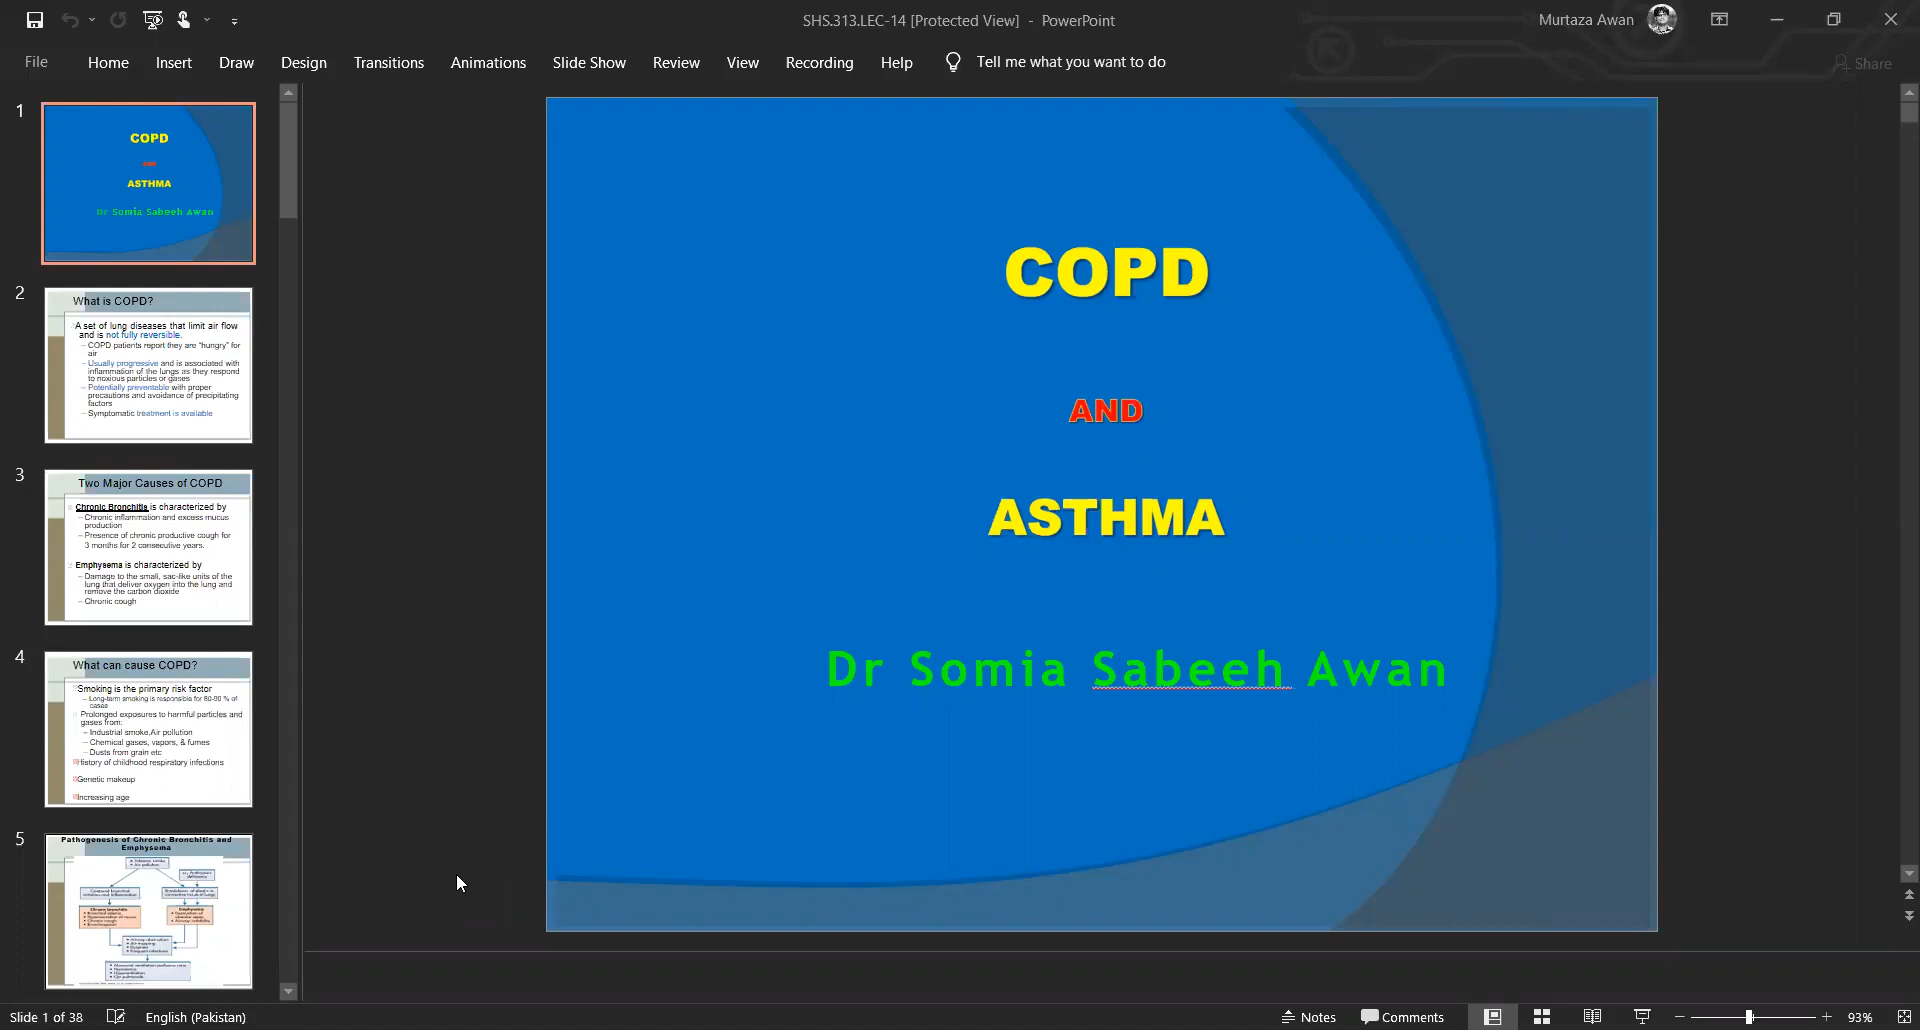 SHS.313.LEC-14 [Protected View] - PowerPoint
Murtaza Awan
File Home Insert Draw Design Transitions Animations Slide Show Review View Recording Help Tell me what you want to do
Share
1
COPD
AND
ASTHMA
Dr Somia Sabeeh Awan
2
What is COPD?
A set of lung diseases that limit air flow
and is not fully reversible.
– COPD patients report they are "hungry" for
air
– Usually progressive and is associated with
inflammation of the lungs as they respond
to noxious particles or gases
– Potentially preventable with proper
precautions and avoidance of precipitating
factors
– Symptomatic treatment is available
3
Two Major Causes of COPD
Chronic Bronchitis is characterized by
– Chronic inflammation and excess mucus
production
– Presence of chronic productive cough for
3 months for 2 consecutive years.
Emphysema is characterized by
– Damage to the small, sac-like units of the
lung that deliver oxygen into the lung and
remove the carbon dioxide
– Chronic cough
4
What can cause COPD?
Smoking is the primary risk factor
– Long-term smoking is responsible for 80-90 % of
cases
Prolonged exposures to harmful particles and
gases from:
– Industrial smoke,Air pollution
– Chemical gases, vapors, & fumes
– Dusts from grain etc
History of childhood respiratory infections
Genetic makeup
Increasing age
5
Pathogenesis of Chronic Bronchitis and
Emphysema
COPD
AND
ASTHMA
Dr Somia Sabeeh Awan
Slide 1 of 38 English (Pakistan)
Notes Comments 93%